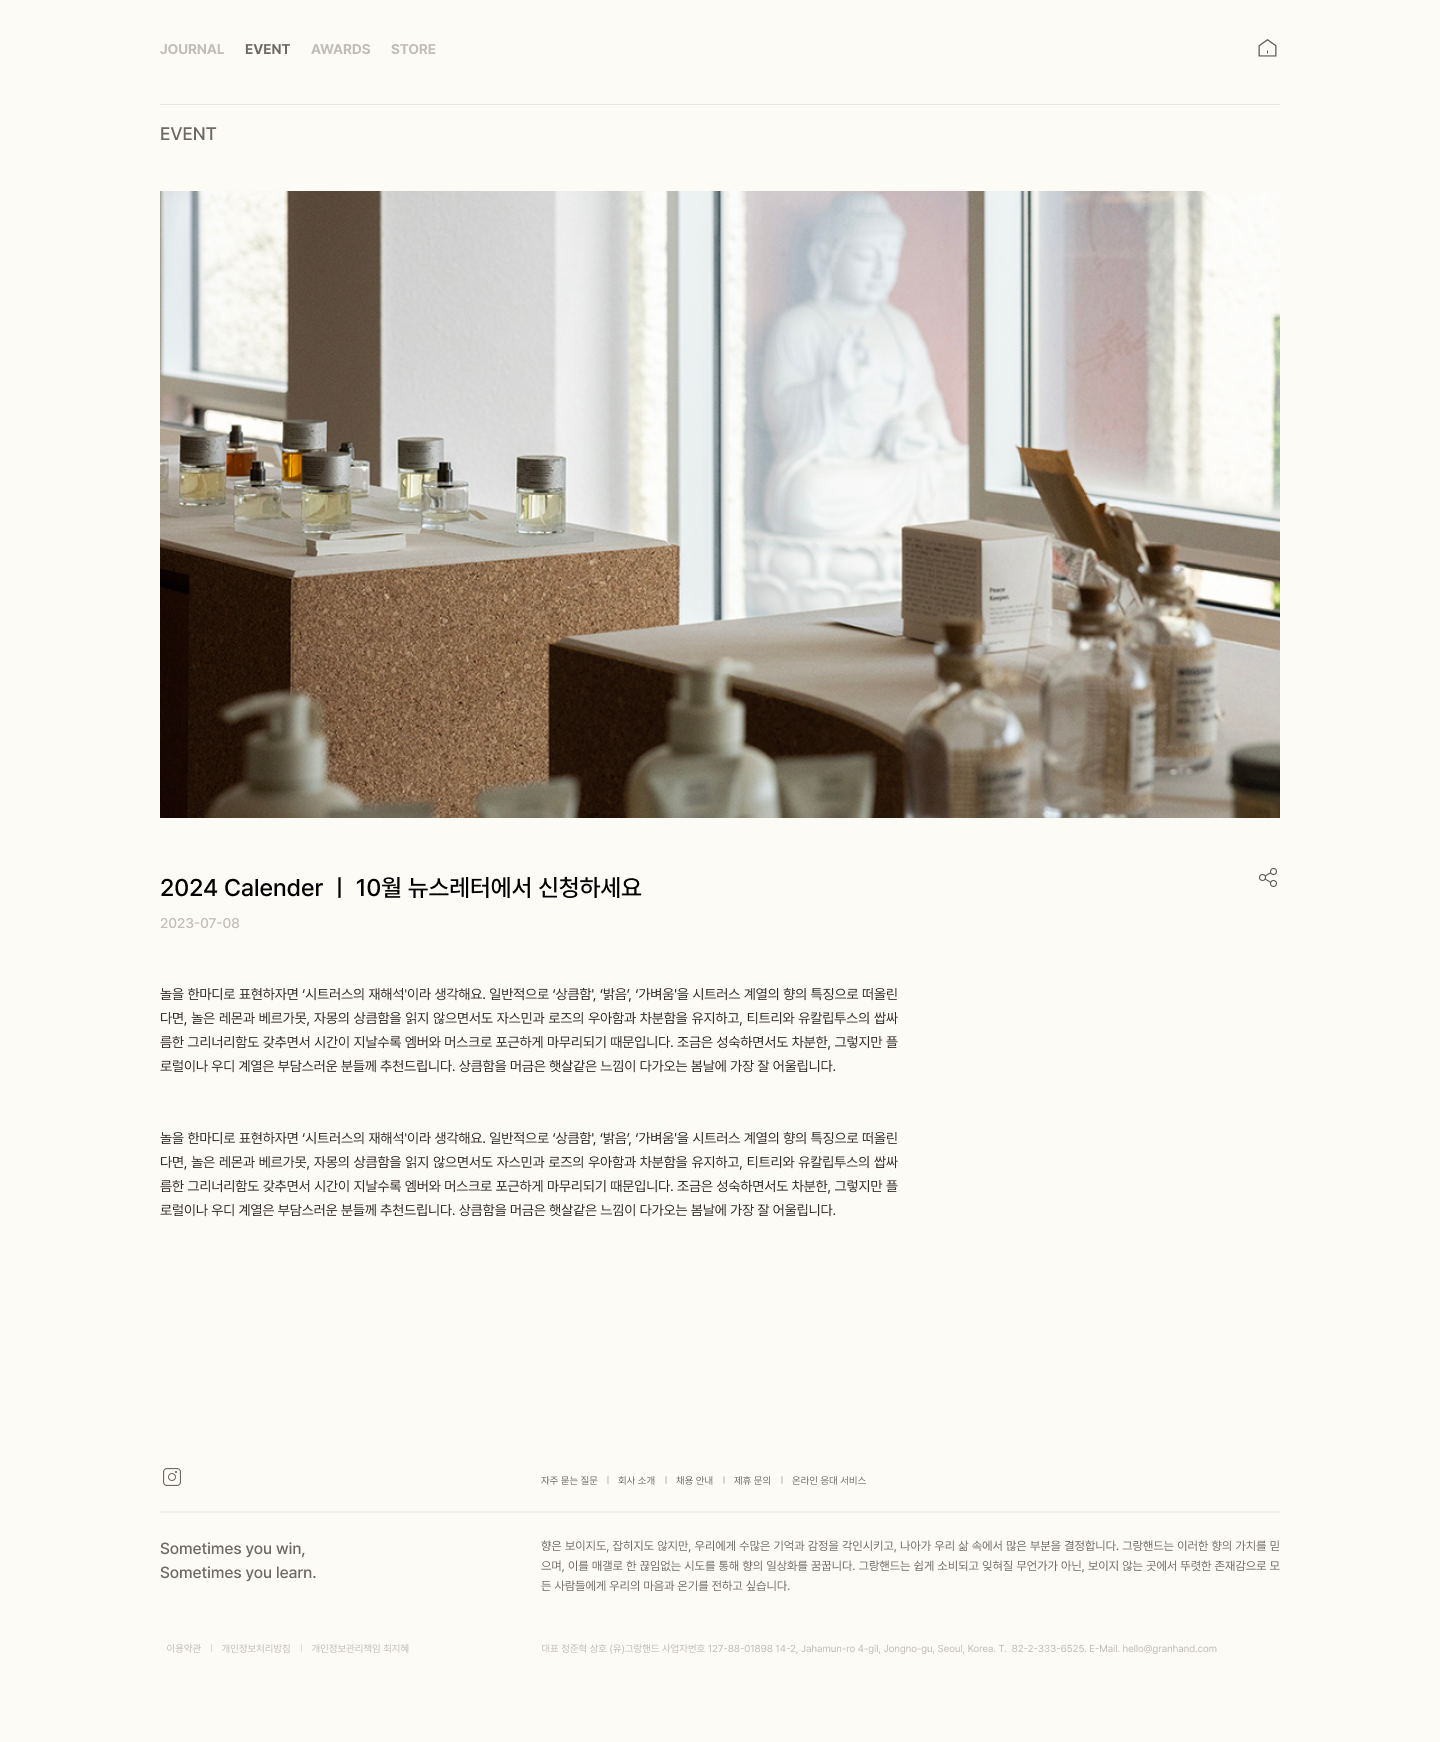 JOURNAL EVENT AWARDS STORE
EVENT
Peace
Keeper.
2024 Calender ㅣ 10월 뉴스레터에서 신청하세요
2023-07-08
놀을 한마디로 표현하자면 ‘시트러스의 재해석'이라 생각해요. 일반적으로 ‘상큼함', ‘밝음’, ‘가벼움'을 시트러스 계열의 향의 특징으로 떠올린
다면, 놀은 레몬과 베르가못, 자몽의 상큼함을 읽지 않으면서도 자스민과 로즈의 우아함과 차분함을 유지하고, 티트리와 유칼립투스의 쌉싸
름한 그리너리함도 갖추면서 시간이 지날수록 엠버와 머스크로 포근하게 마무리되기 때문입니다. 조금은 성숙하면서도 차분한, 그렇지만 플
로럴이나 우디 계열은 부담스러운 분들께 추천드립니다. 상큼함을 머금은 햇살같은 느낌이 다가오는 봄날에 가장 잘 어울립니다.
놀을 한마디로 표현하자면 ‘시트러스의 재해석'이라 생각해요. 일반적으로 ‘상큼함', ‘밝음’, ‘가벼움'을 시트러스 계열의 향의 특징으로 떠올린
다면, 놀은 레몬과 베르가못, 자몽의 상큼함을 읽지 않으면서도 자스민과 로즈의 우아함과 차분함을 유지하고, 티트리와 유칼립투스의 쌉싸
름한 그리너리함도 갖추면서 시간이 지날수록 엠버와 머스크로 포근하게 마무리되기 때문입니다. 조금은 성숙하면서도 차분한, 그렇지만 플
로럴이나 우디 계열은 부담스러운 분들께 추천드립니다. 상큼함을 머금은 햇살같은 느낌이 다가오는 봄날에 가장 잘 어울립니다.
자주 묻는 질문 ㅣ 회사 소개 ㅣ 채용 안내 ㅣ 제휴 문의 ㅣ 온라인 응대 서비스
Sometimes you win,
Sometimes you learn.
향은 보이지도, 잡히지도 않지만, 우리에게 수많은 기억과 감정을 각인시키고, 나아가 우리 삶 속에서 많은 부분을 결정합니다. 그랑핸드는 이러한 향의 가치를 믿
으며, 이를 매갤로 한 끊임없는 시도를 통해 향의 일상화를 꿈꿉니다. 그랑핸드는 쉽게 소비되고 잊혀질 무언가가 아닌, 보이지 않는 곳에서 뚜렷한 존재감으로 모
든 사람들에게 우리의 마음과 온기를 전하고 싶습니다.
이용약관 ㅣ 개인정보처리방침 ㅣ 개인정보관리책임 최지혜
대표 정준혁 상호 (유)그랑핸드 사업자번호 127-88-01898 14-2, Jahamun-ro 4-gil, Jongno-gu, Seoul, Korea. T. 82-2-333-6525. E-Mail. hello@granhand.com